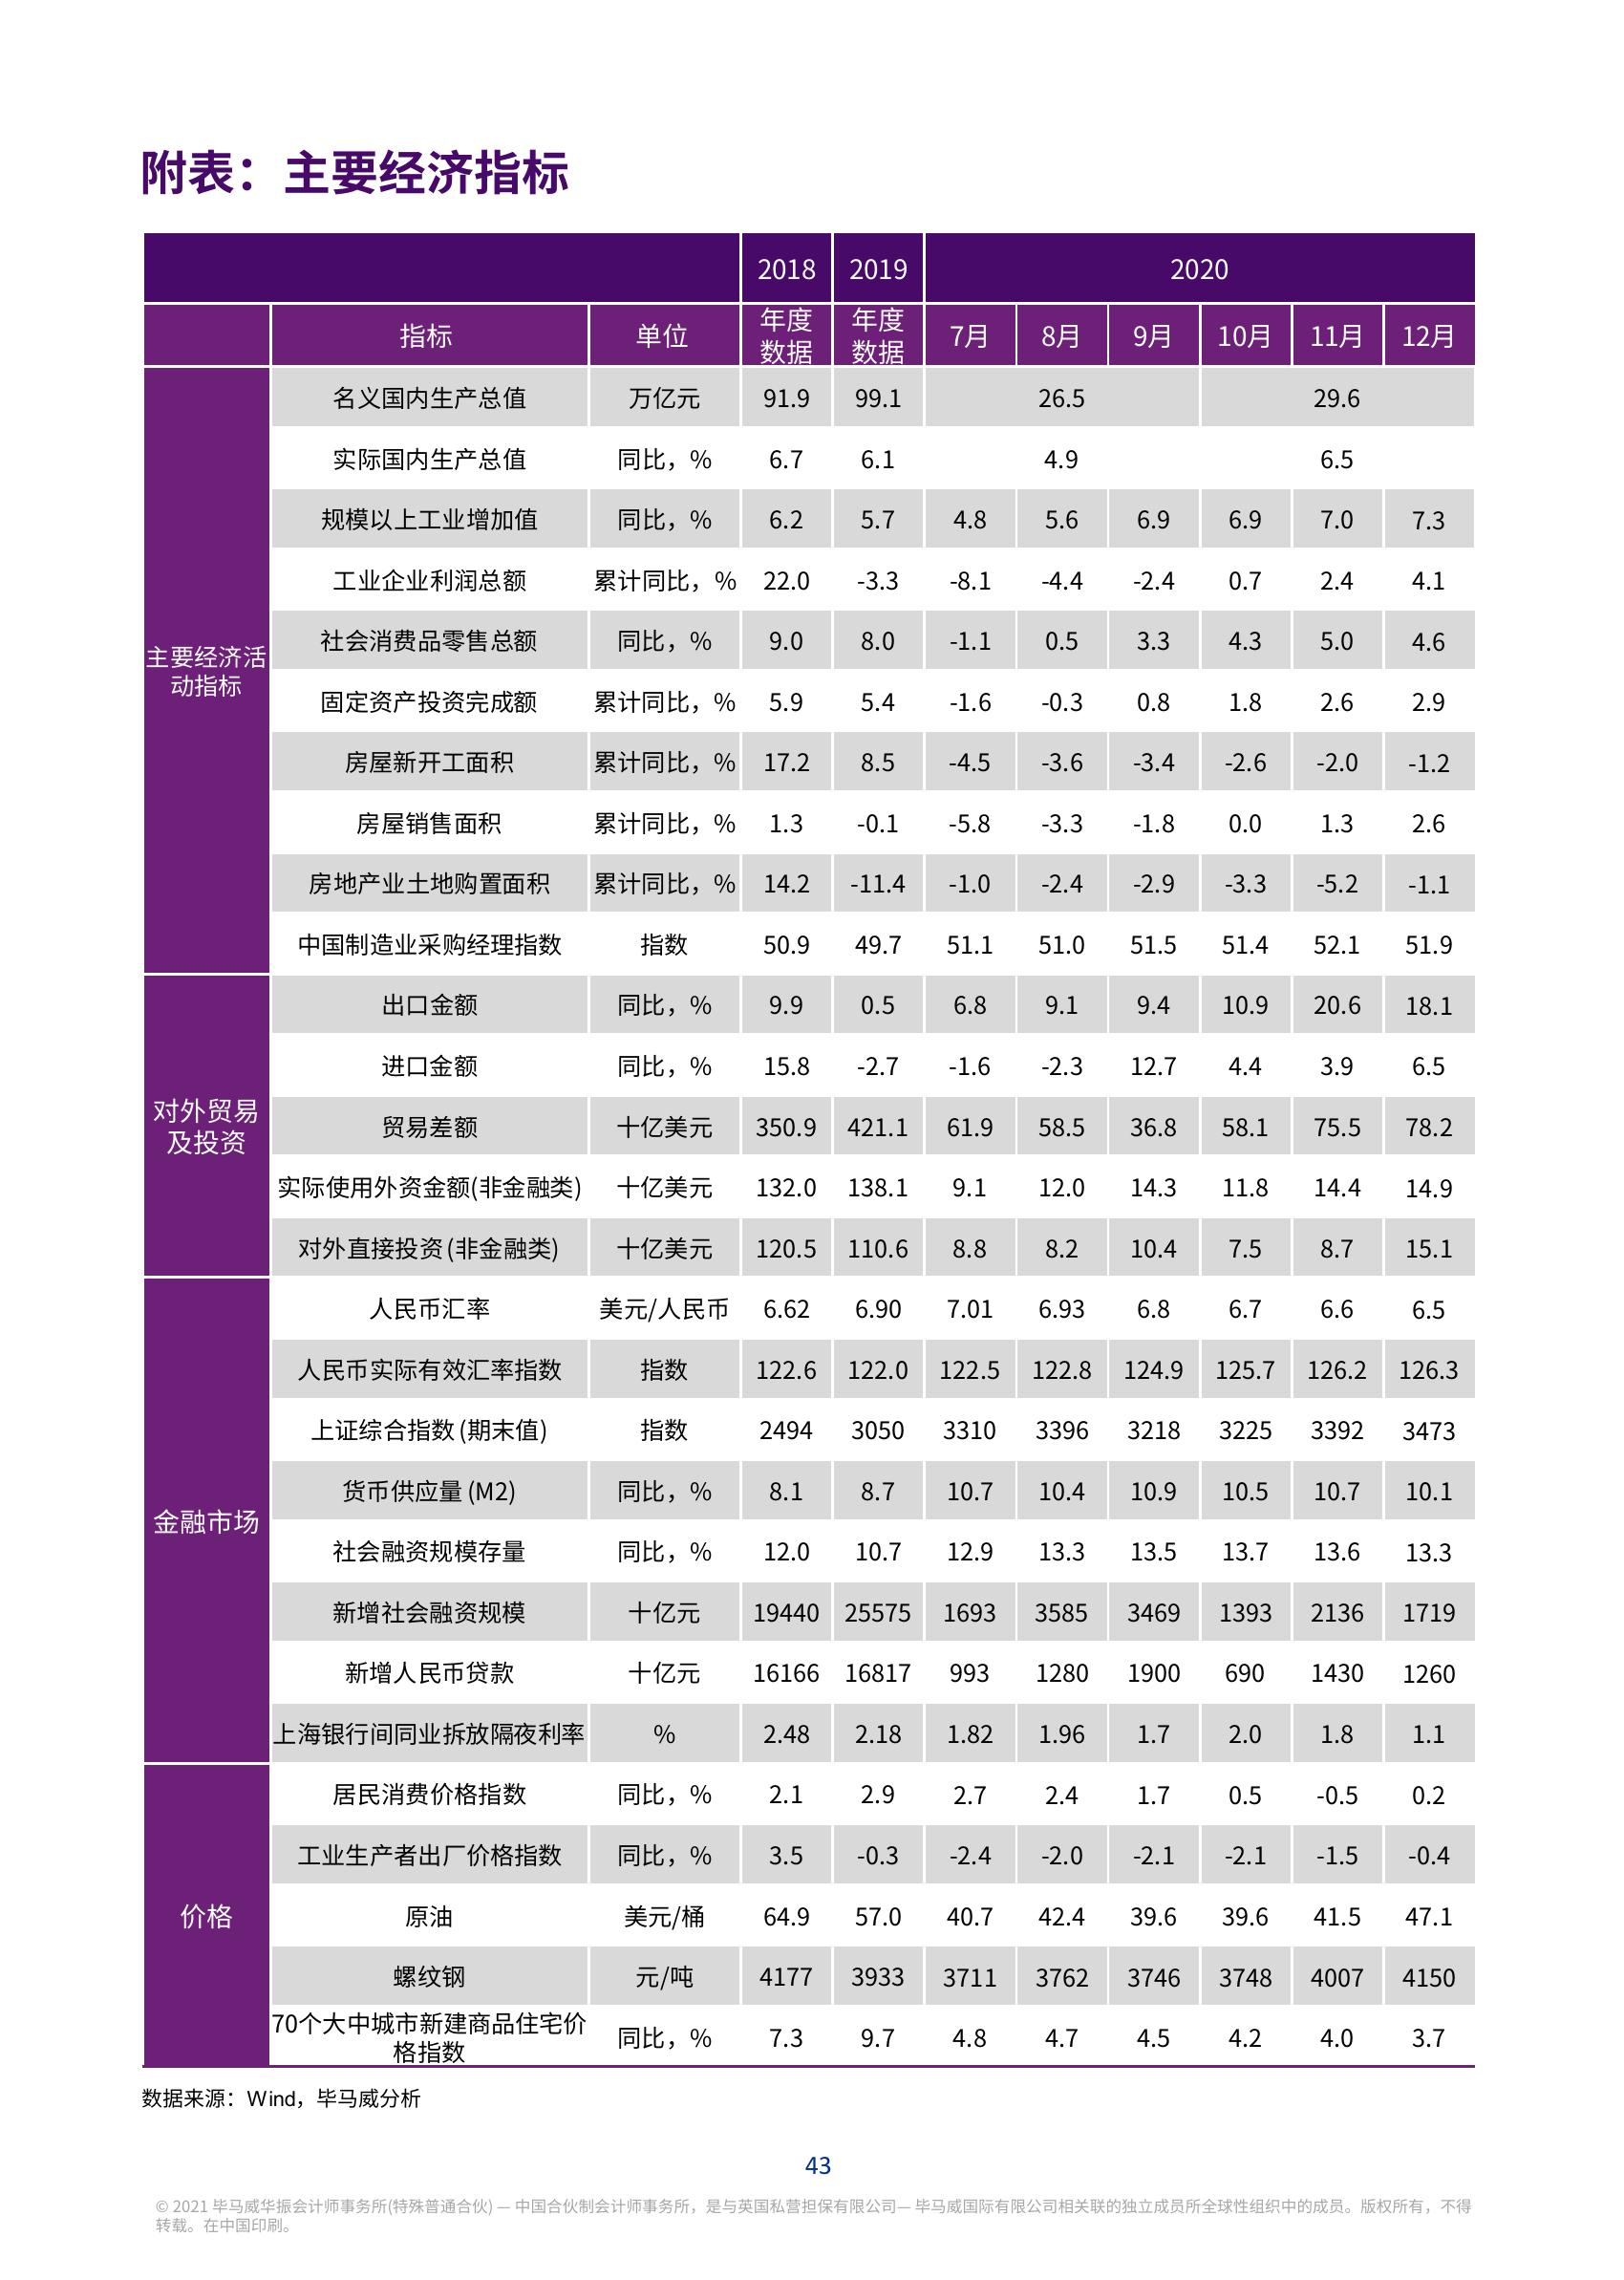 附表：主要经济指标
2018 2019 2020
指标 单位 年度数据 年度数据 7月 8月 9月 10月 11月 12月
主要经济活动指标
名义国内生产总值 万亿元 91.9 99.1 26.5 29.6
实际国内生产总值 同比，% 6.7 6.1 4.9 6.5
规模以上工业增加值 同比，% 6.2 5.7 4.8 5.6 6.9 6.9 7.0 7.3
工业企业利润总额 累计同比，% 22.0 -3.3 -8.1 -4.4 -2.4 0.7 2.4 4.1
社会消费品零售总额 同比，% 9.0 8.0 -1.1 0.5 3.3 4.3 5.0 4.6
固定资产投资完成额 累计同比，% 5.9 5.4 -1.6 -0.3 0.8 1.8 2.6 2.9
房屋新开工面积 累计同比，% 17.2 8.5 -4.5 -3.6 -3.4 -2.6 -2.0 -1.2
房屋销售面积 累计同比，% 1.3 -0.1 -5.8 -3.3 -1.8 0.0 1.3 2.6
房地产业土地购置面积 累计同比，% 14.2 -11.4 -1.0 -2.4 -2.9 -3.3 -5.2 -1.1
中国制造业采购经理指数 指数 50.9 49.7 51.1 51.0 51.5 51.4 52.1 51.9
对外贸易及投资
出口金额 同比，% 9.9 0.5 6.8 9.1 9.4 10.9 20.6 18.1
进口金额 同比，% 15.8 -2.7 -1.6 -2.3 12.7 4.4 3.9 6.5
贸易差额 十亿美元 350.9 421.1 61.9 58.5 36.8 58.1 75.5 78.2
实际使用外资金额(非金融类) 十亿美元 132.0 138.1 9.1 12.0 14.3 11.8 14.4 14.9
对外直接投资(非金融类) 十亿美元 120.5 110.6 8.8 8.2 10.4 7.5 8.7 15.1
金融市场
人民币汇率 美元/人民币 6.62 6.90 7.01 6.93 6.8 6.7 6.6 6.5
人民币实际有效汇率指数 指数 122.6 122.0 122.5 122.8 124.9 125.7 126.2 126.3
上证综合指数(期末值) 指数 2494 3050 3310 3396 3218 3225 3392 3473
货币供应量(M2) 同比，% 8.1 8.7 10.7 10.4 10.9 10.5 10.7 10.1
社会融资规模存量 同比，% 12.0 10.7 12.9 13.3 13.5 13.7 13.6 13.3
新增社会融资规模 十亿元 19440 25575 1693 3585 3469 1393 2136 1719
新增人民币贷款 十亿元 16166 16817 993 1280 1900 690 1430 1260
上海银行间同业拆放隔夜利率 % 2.48 2.18 1.82 1.96 1.7 2.0 1.8 1.1
价格
居民消费价格指数 同比，% 2.1 2.9 2.7 2.4 1.7 0.5 -0.5 0.2
工业生产者出厂价格指数 同比，% 3.5 -0.3 -2.4 -2.0 -2.1 -2.1 -1.5 -0.4
原油 美元/桶 64.9 57.0 40.7 42.4 39.6 39.6 41.5 47.1
螺纹钢 元/吨 4177 3933 3711 3762 3746 3748 4007 4150
70个大中城市新建商品住宅价格指数 同比，% 7.3 9.7 4.8 4.7 4.5 4.2 4.0 3.7
数据来源：Wind，毕马威分析
43
© 2021 毕马威华振会计师事务所(特殊普通合伙) — 中国合伙制会计师事务所，是与英国私营担保有限公司— 毕马威国际有限公司相关联的独立成员所全球性组织中的成员。版权所有，不得
转载。在中国印刷。